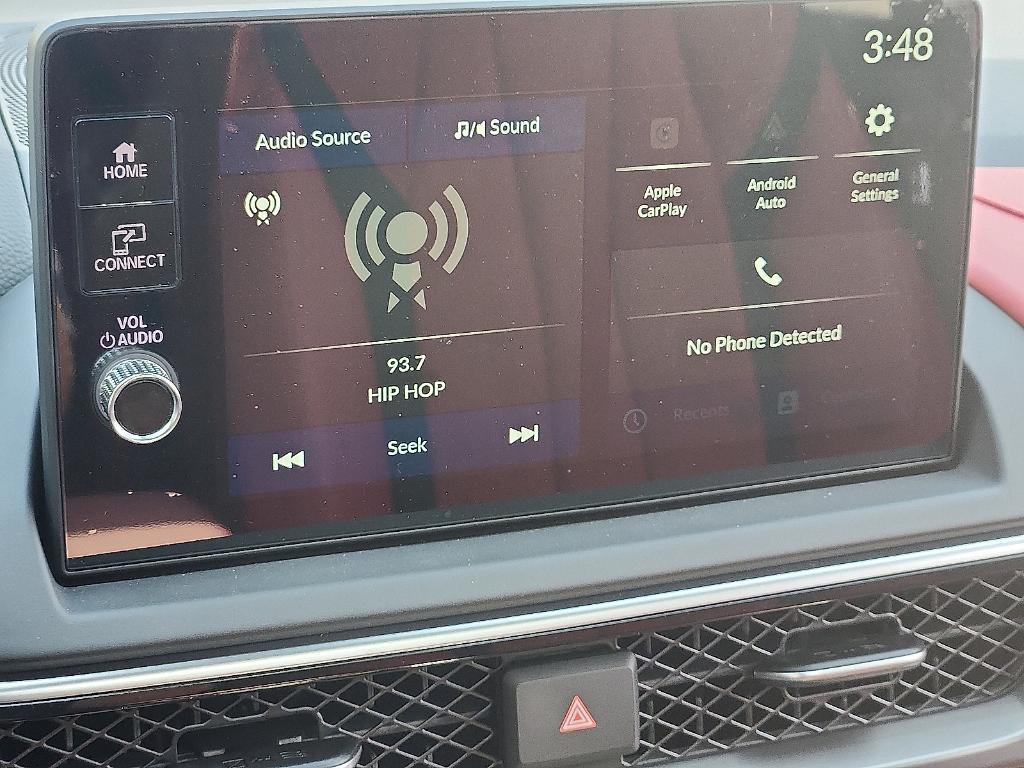 3:48
HOME
CONNECT
VOL
AUDIO
Audio Source
Sound
93.7
HIP HOP
Seek
Apple
CarPlay
Android
Auto
General
Settings
No Phone Detected
Recents